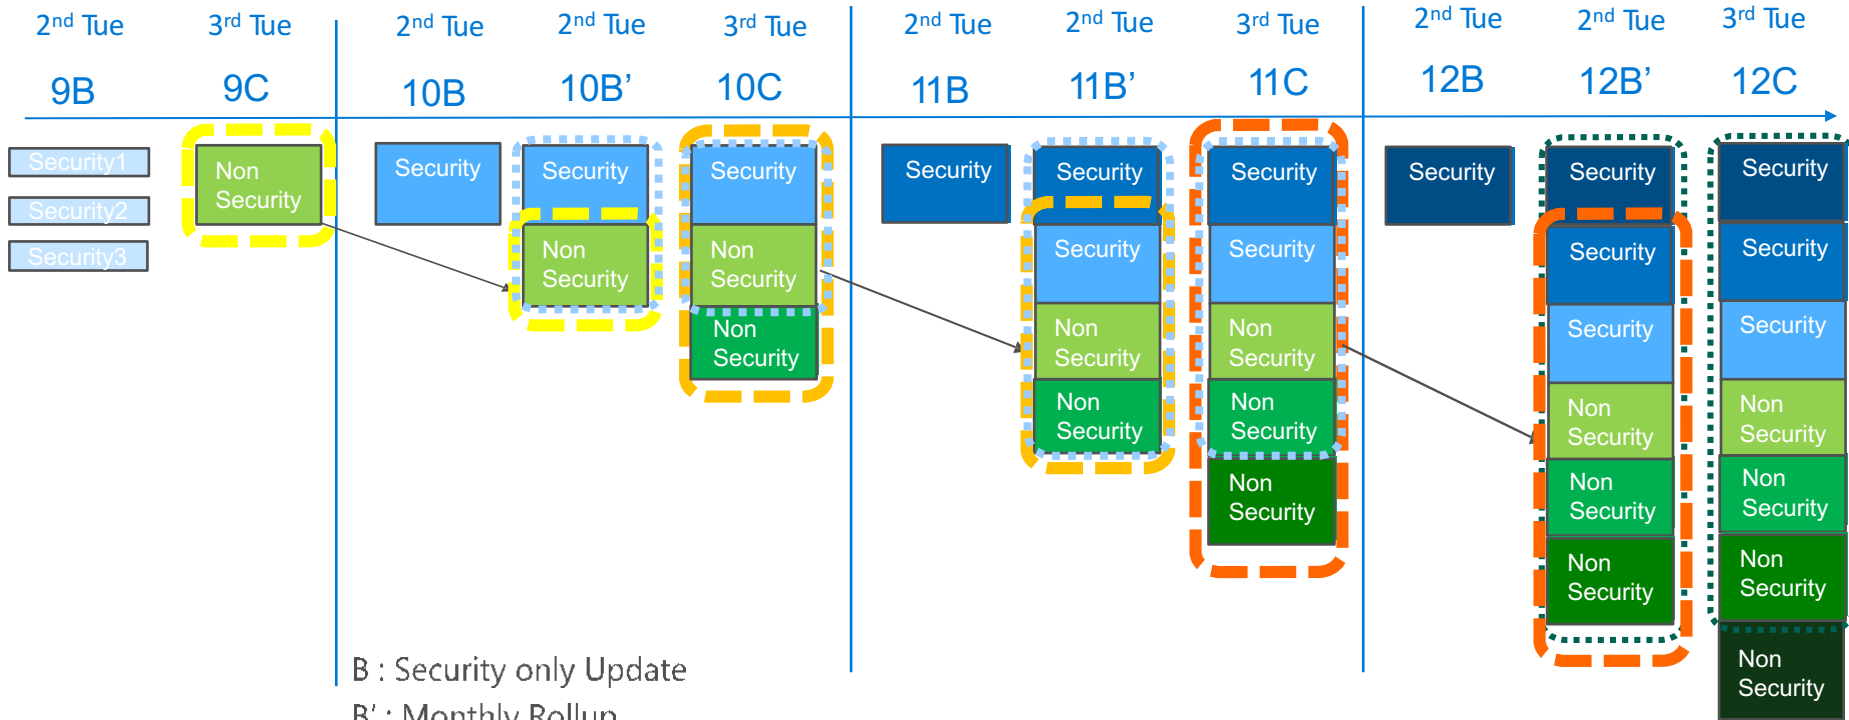 2nd Tue
3rd Tue
2nd Tue
2nd Tue
3rd Tue
2nd Tue
2nd Tue
3rd Tue
2nd Tue
2nd Tue
3rd Tue
9B
9C
10B
10B’
10C
11B
11B’
11C
12B
12B’
12C
Security1
Security2
Security3
Non
Security
Security
Security
Non
Security
Security
Non
Security
Non
Security
Security
Security
Security
Non
Security
Non
Security
Security
Security
Non
Security
Non
Security
Non
Security
Security
Security
Security
Security
Non
Security
Non
Security
Non
Security
Security
Security
Security
Non
Security
Non
Security
Non
Security
Non
Security
B : Security only Update
B’ : Monthly Rollup